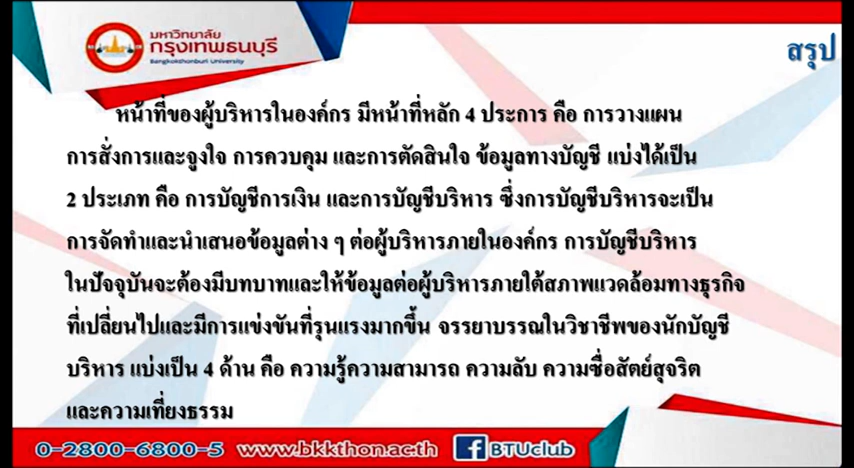 มหาวิทยาลัย
กรุงเทพธนบุรี
Bangkokthonburi University
สรุป
หน้าที่ของผู้บริหารในองค์กร มีหน้าที่หลัก 4 ประการ คือ การวางแผน
การสั่งการและจูงใจ การควบคุม และการตัดสินใจ ข้อมูลทางบัญชี แบ่งได้เป็น
2 ประเภท คือ การบัญชีการเงิน และการบัญชีบริหาร ซึ่งการบัญชีบริหารจะเป็น
การจัดทำและนำเสนอข้อมูลต่าง ๆ ต่อผู้บริหารภายในองค์กร การบัญชีบริหาร
ในปัจจุบันจะต้องมีบทบาทและให้ข้อมูลต่อผู้บริหารภายใต้สภาพแวดล้อมทางธุรกิจ
ที่เปลี่ยนไปและมีการแข่งขันที่รุนแรงมากขึ้น จรรยาบรรณในวิชาชีพของนักบัญชี
บริหาร แบ่งเป็น 4 ด้าน คือ ความรู้ความสามารถ ความลับ ความซื่อสัตย์สุจริต
และความเที่ยงธรรม
0-2800-6800-5 www.bkkthon.ac.th f BTUclub